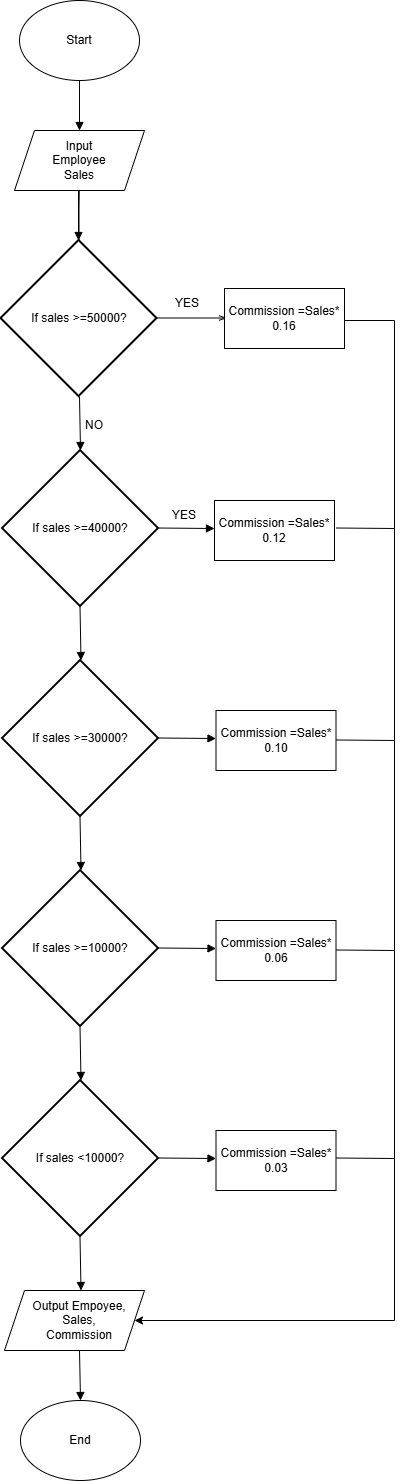 Start
Input
Employee
Sales
If sales >=50000?
YES
Commission =Sales*
0.16
NO
If sales >=40000?
YES
Commission =Sales*
0.12
If sales >=30000?
Commission =Sales*
0.10
If sales >=10000?
Commission =Sales*
0.06
If sales <10000?
Commission =Sales*
0.03
Output Empoyee,
Sales,
Commission
End